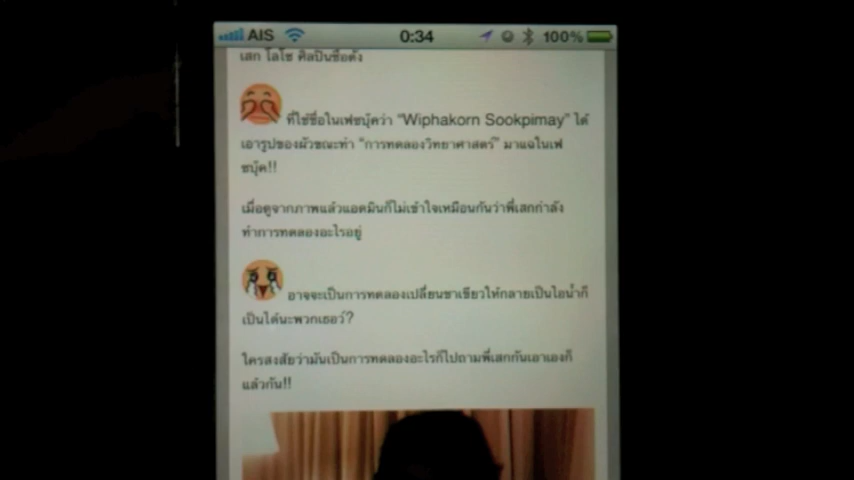 AIS 0:34 100%
เสก โลโซ ศิลปินชื่อดัง
ที่ใช้ชื่อในเฟซบุ๊คว่า “Wiphakorn Sookpimay” ได้
เอารูปของผัวขณะทำ “การทดลองวิทยาศาสตร์” มาแฉในเฟ
ซบุ๊ค!!
เมื่อดูจากภาพแล้วแอดมินก็ไม่เข้าใจเหมือนกันว่าพี่เสกกำลัง
ทำการทดลองอะไรอยู่
อาจจะเป็นการทดลองเปลี่ยนชาเขียวให้กลายเป็นไอน้ำก็
เป็นได้นะพวกเธอว์?
ใครสงสัยว่ามันเป็นการทดลองอะไรก็ไปถามพี่เสกกันเอาเองก็
แล้วกัน!!